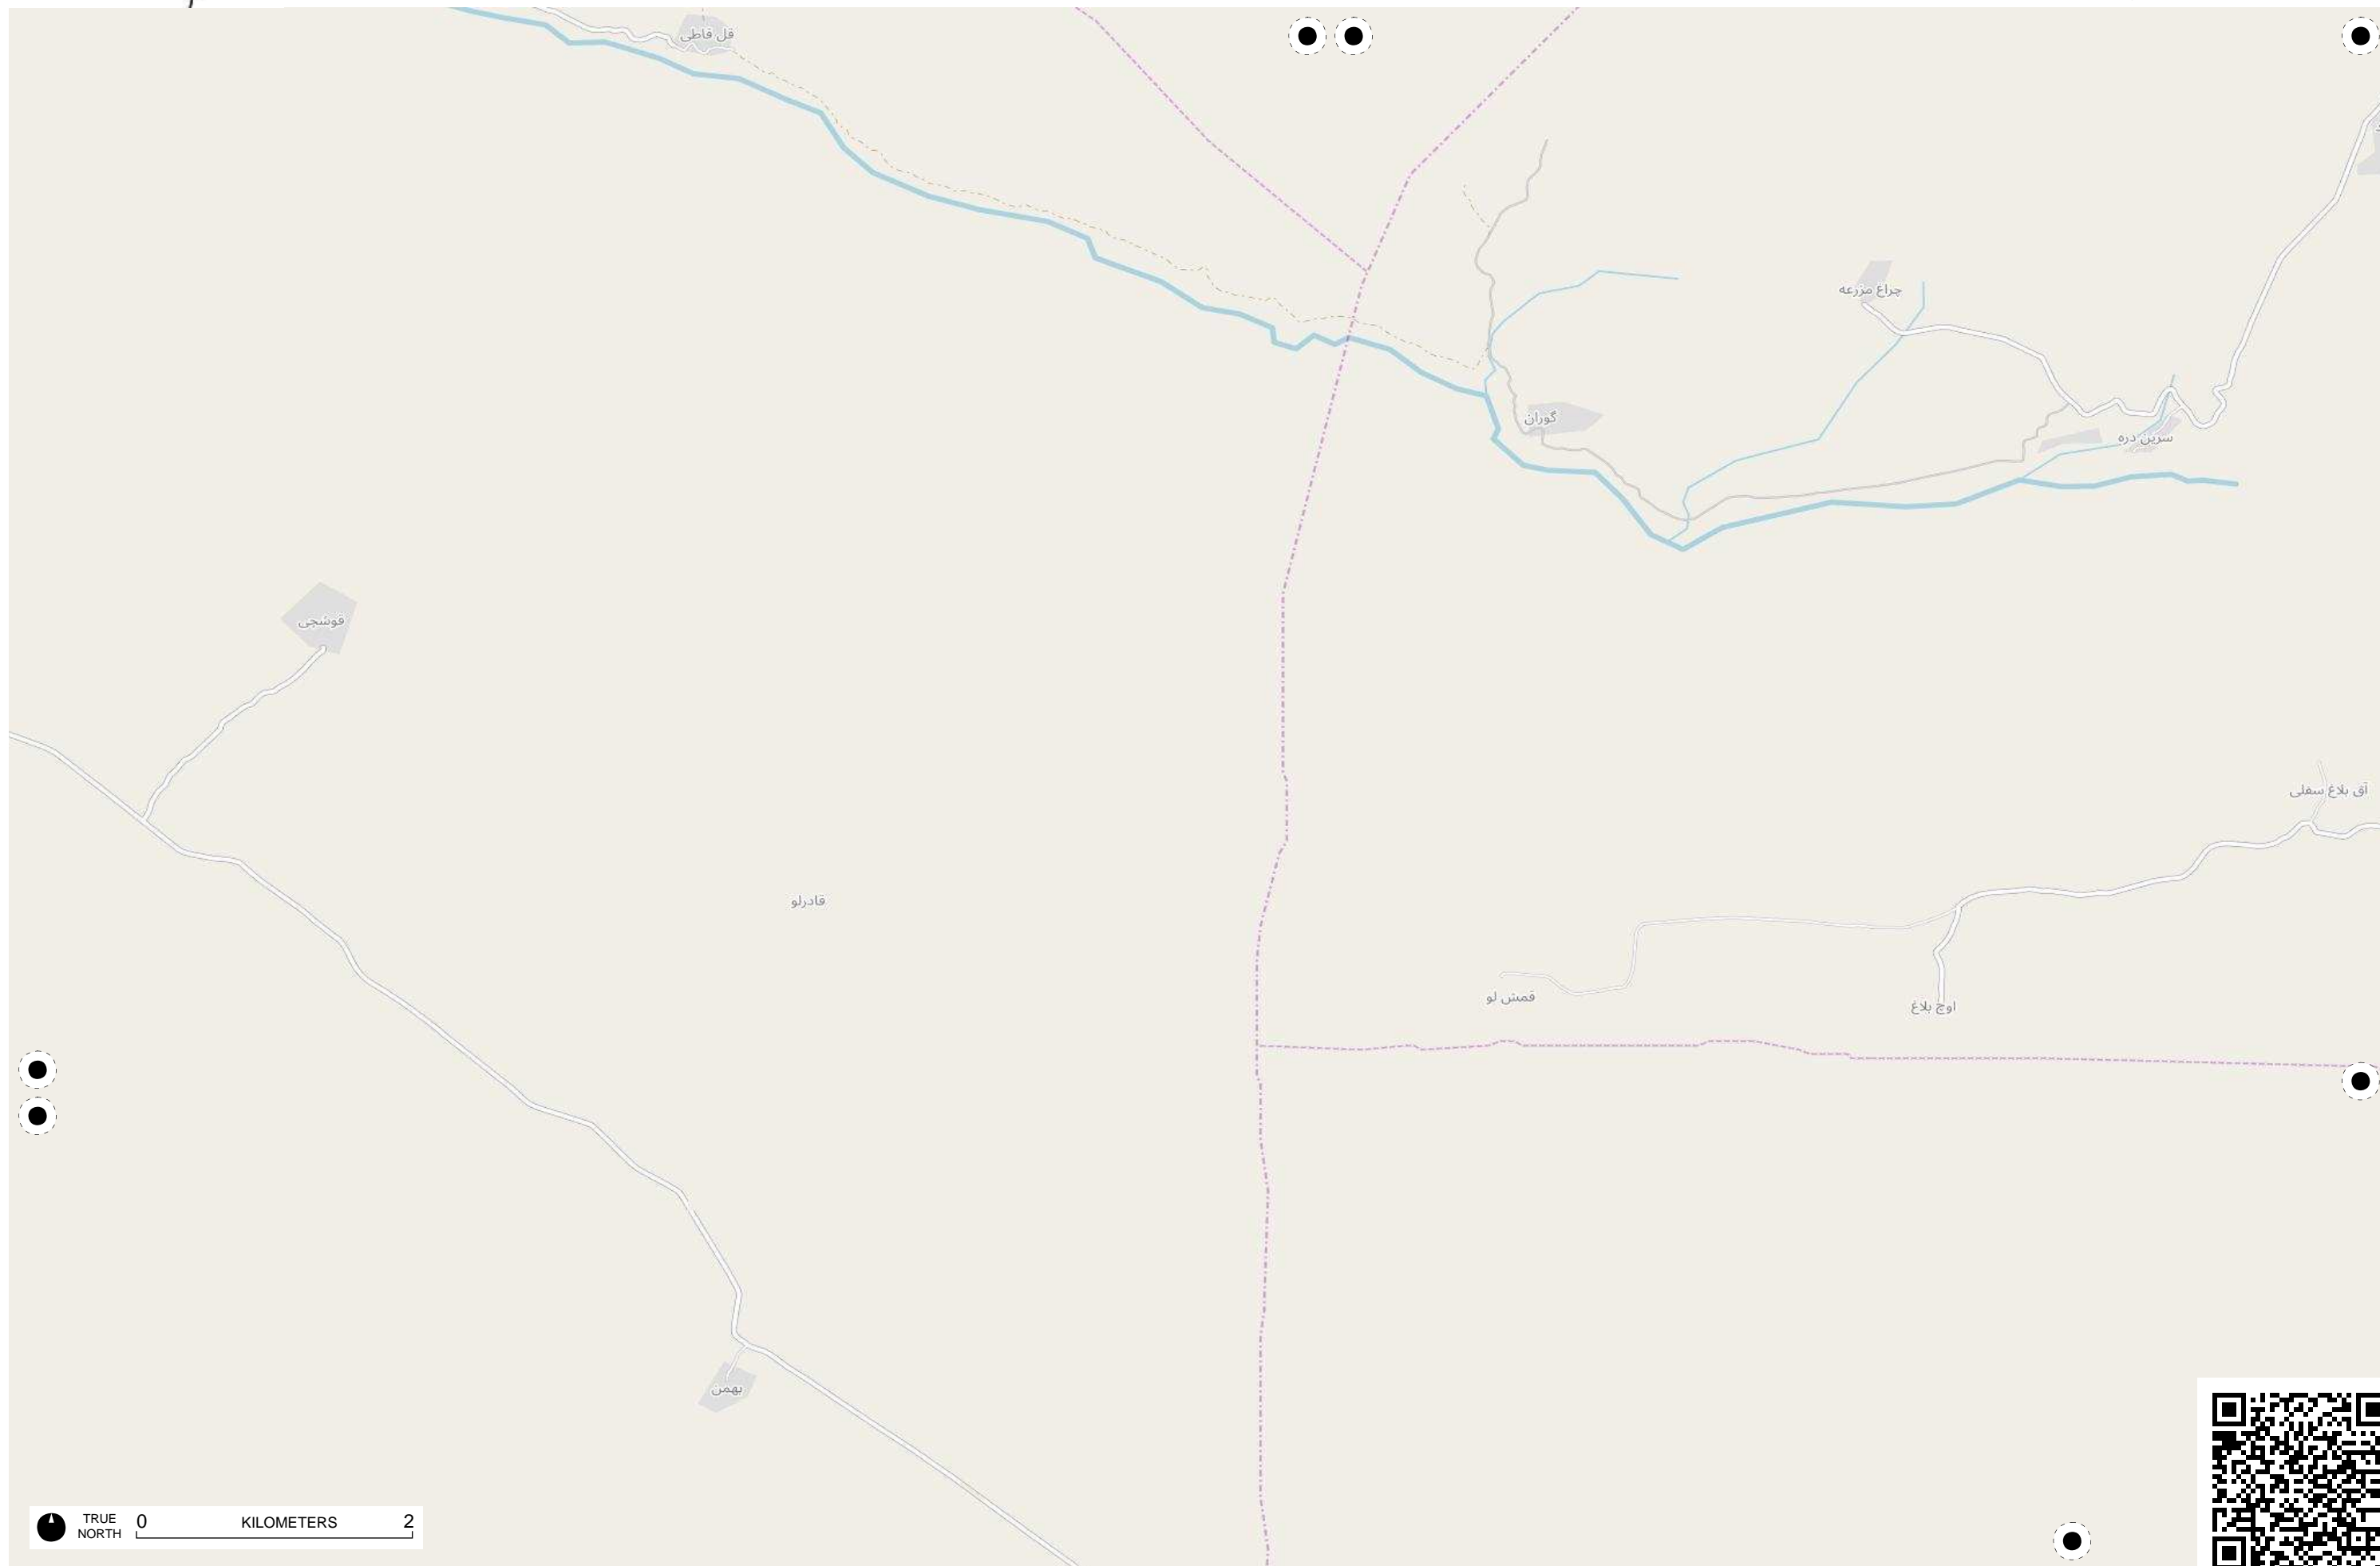 قل قاطی
چراغ مزرعه
گوران
سرین دره
قوشچی
آق بلاغ سفلی
قادرلو
قمش لو
اوچ بلاغ
بهمن
TRUE NORTH 0 KILOMETERS 2